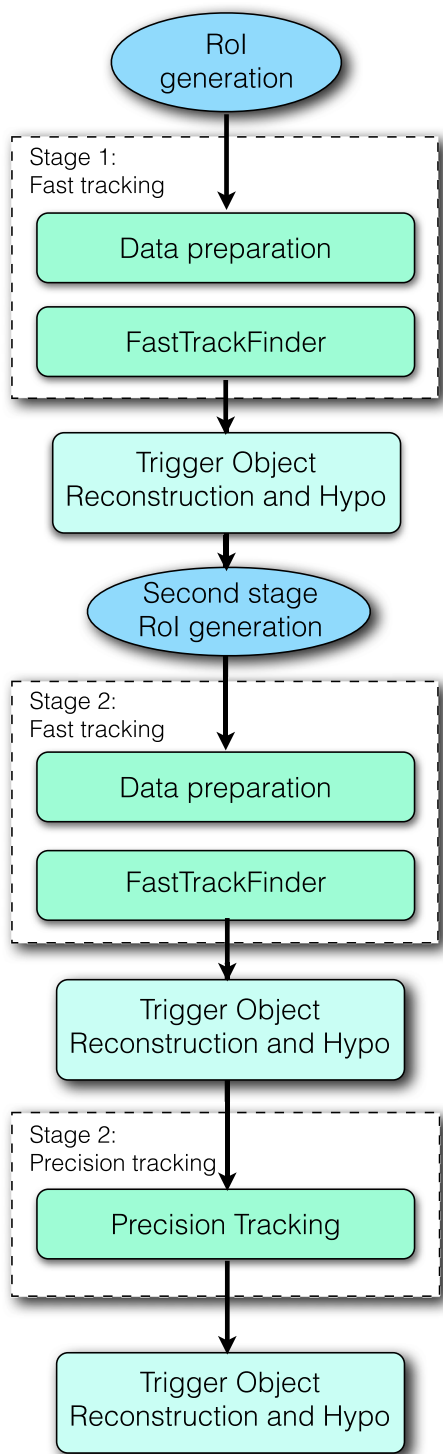 RoI
generation
Stage 1:
Fast tracking
Data preparation
FastTrackFinder
Trigger Object
Reconstruction and Hypo
Second stage
RoI generation
Stage 2:
Fast tracking
Data preparation
FastTrackFinder
Trigger Object
Reconstruction and Hypo
Stage 2:
Precision tracking
Precision Tracking
Trigger Object
Reconstruction and Hypo